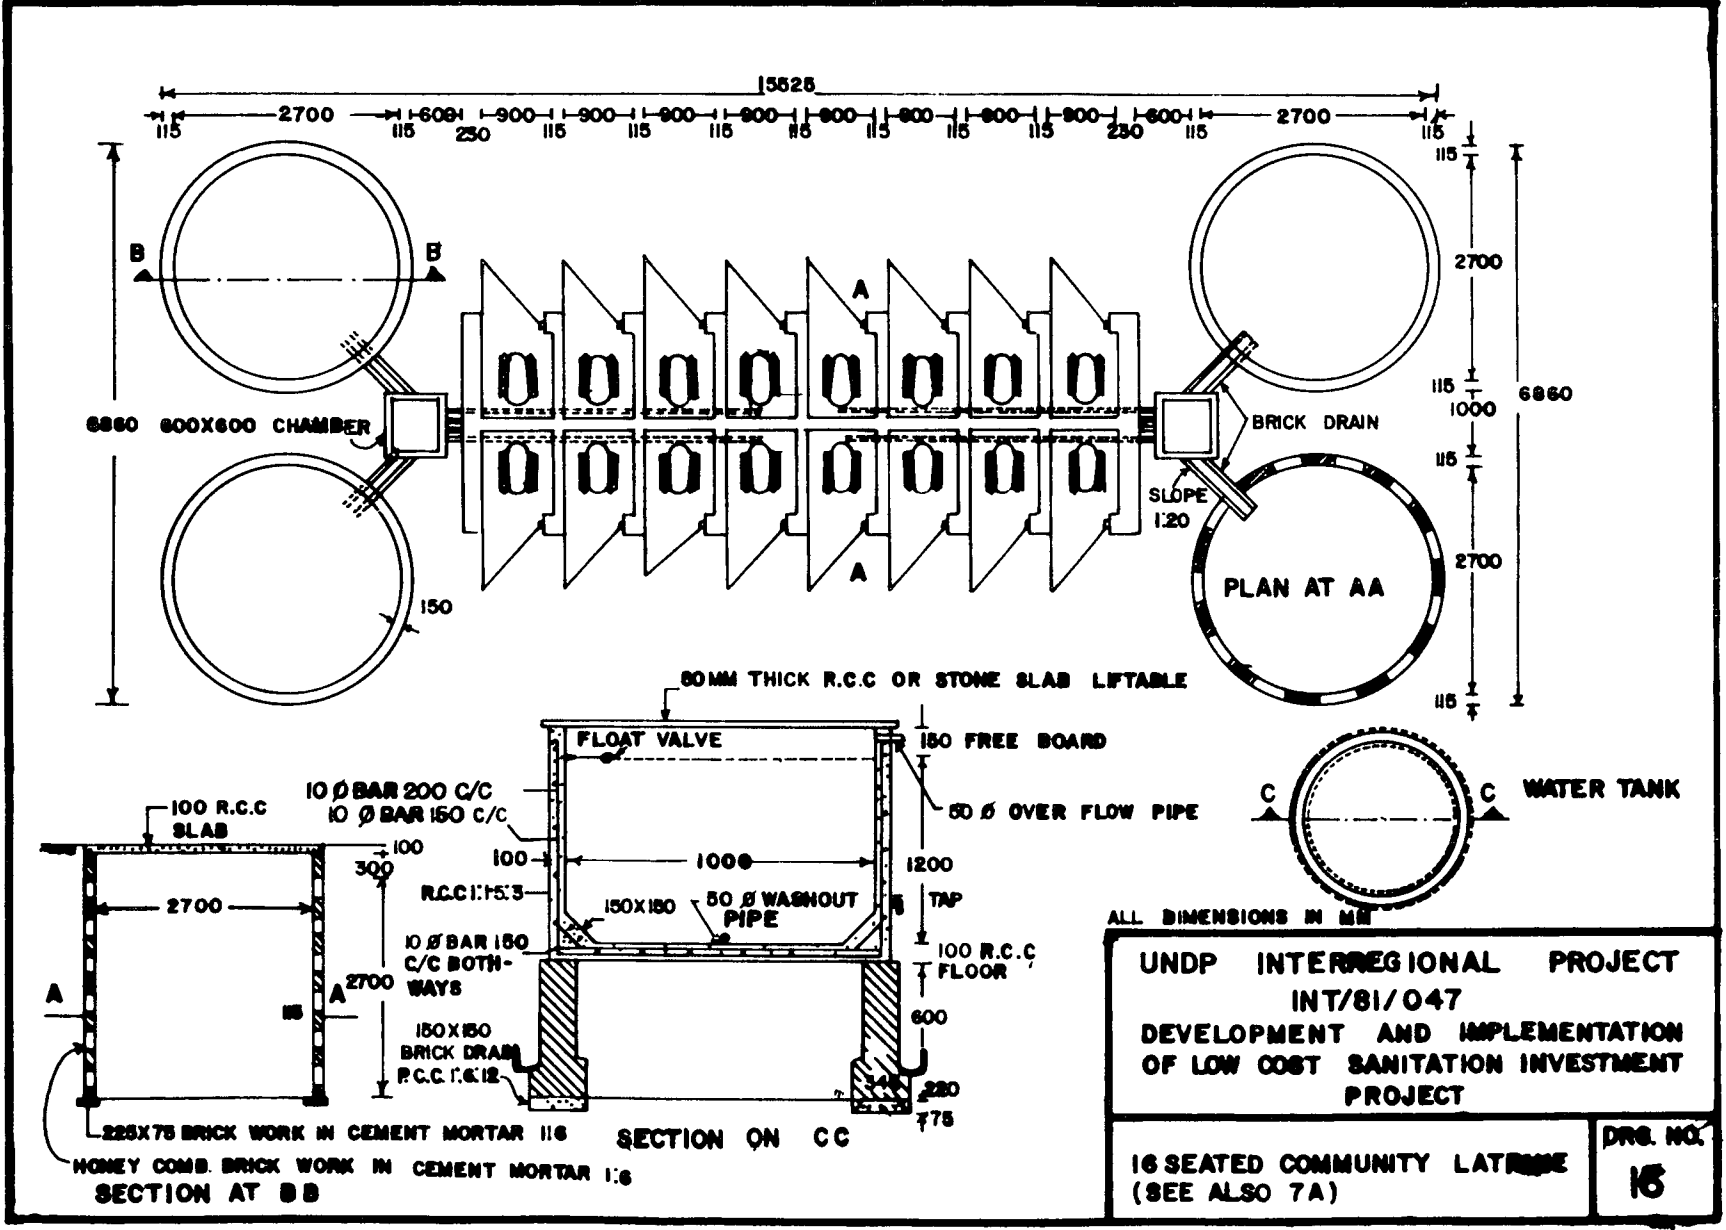 15525
115 2700 115 600 230 900 115 900 115 900 115 900 115 900 115 900 115 900 115 900 230 600 115 2700 115
B B
A
6860
600X600 CHAMBER
150
A
115
2700
115
1000
115
2700
115
6860
BRICK DRAIN
SLOPE
1:20
PLAN AT AA
50MM THICK R.C.C OR STONE SLAB LIFTABLE
FLOAT VALVE
150 FREE BOARD
10 Ø BAR 200 C/C
10 Ø BAR 150 C/C
50 Ø OVER FLOW PIPE
100
1000
1200
R.C.C 1:1.5:3
150X150
50 Ø WASHOUT
PIPE
TAP
10 Ø BAR 150
C/C BOTH-
WAYS
100 R.C.C
FLOOR
600
150X150
BRICK DRAIN
P.C.C. 1:6:12
220
75
SECTION ON CC
C C
WATER TANK
100 R.C.C
SLAB
100
300
2700
2700
A A
115
225X75 BRICK WORK IN CEMENT MORTAR 1:6
HONEY COMB BRICK WORK IN CEMENT MORTAR 1:6
SECTION AT BB
ALL DIMENSIONS IN MM
UNDP INTERREGIONAL PROJECT
INT/81/047
DEVELOPMENT AND IMPLEMENTATION
OF LOW COST SANITATION INVESTMENT
PROJECT
16 SEATED COMMUNITY LATRINE
(SEE ALSO 7A)
DRG. NO.